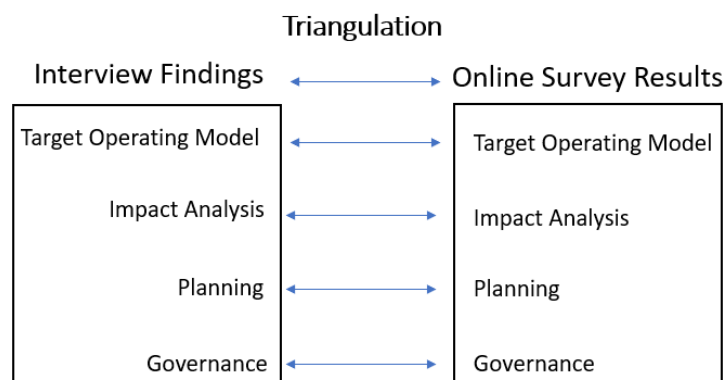 Triangulation
Interview Findings Online Survey Results
Target Operating Model Target Operating Model
Impact Analysis Impact Analysis
Planning Planning
Governance Governance